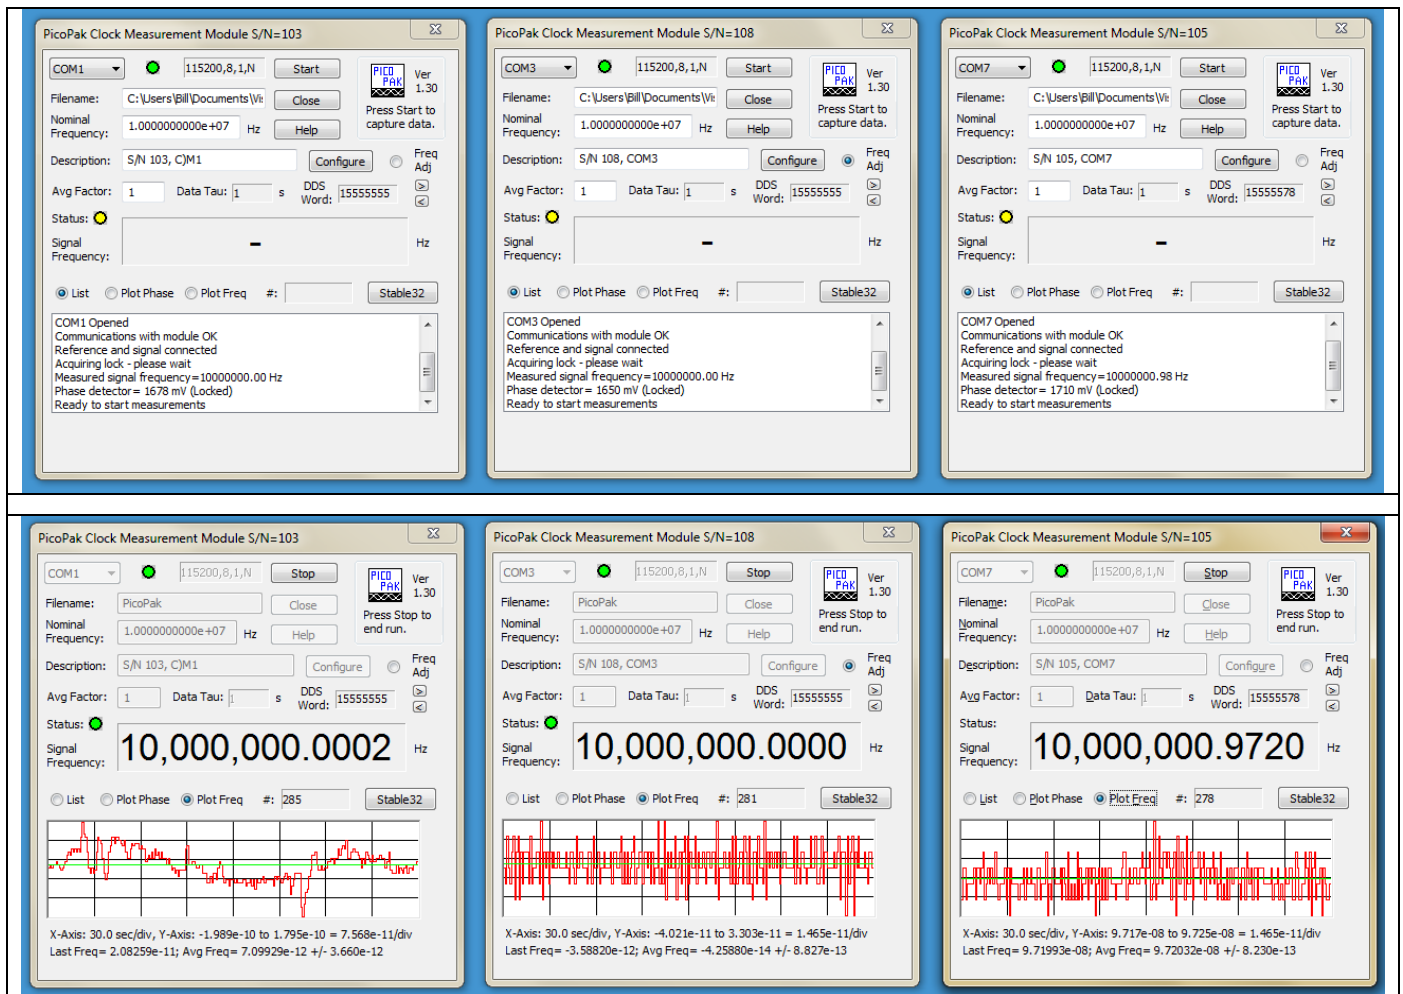 PicoPak Clock Measurement Module S/N=103
COM1
115200,8,1,N
Start
PICO
PAK
Ver
1.30
Filename:
C:\Users\Bill\Documents\Vi
Close
Press Start to
capture data.
Nominal
Frequency:
1.0000000000e+07
Hz
Help
Description:
S/N 103, C)M1
Configure
Freq
Adj
Avg Factor:
1
Data Tau:
1
s
DDS
Word:
15555555
>
<
Status:
Signal
Frequency:
-
Hz
List
Plot Phase
Plot Freq
#:
Stable32
COM1 Opened
Communications with module OK
Reference and signal connected
Acquiring lock - please wait
Measured signal frequency=10000000.00 Hz
Phase detector= 1678 mV (Locked)
Ready to start measurements
PicoPak Clock Measurement Module S/N=108
COM3
115200,8,1,N
Start
PICO
PAK
Ver
1.30
Filename:
C:\Users\Bill\Documents\Vi
Close
Press Start to
capture data.
Nominal
Frequency:
1.0000000000e+07
Hz
Help
Description:
S/N 108, COM3
Configure
Freq
Adj
Avg Factor:
1
Data Tau:
1
s
DDS
Word:
15555555
>
<
Status:
Signal
Frequency:
-
Hz
List
Plot Phase
Plot Freq
#:
Stable32
COM3 Opened
Communications with module OK
Reference and signal connected
Acquiring lock - please wait
Measured signal frequency=10000000.00 Hz
Phase detector= 1650 mV (Locked)
Ready to start measurements
PicoPak Clock Measurement Module S/N=105
COM7
115200,8,1,N
Start
PICO
PAK
Ver
1.30
Filename:
C:\Users\Bill\Documents\Vi
Close
Press Start to
capture data.
Nominal
Frequency:
1.0000000000e+07
Hz
Help
Description:
S/N 105, COM7
Configure
Freq
Adj
Avg Factor:
1
Data Tau:
1
s
DDS
Word:
15555578
>
<
Status:
Signal
Frequency:
-
Hz
List
Plot Phase
Plot Freq
#:
Stable32
COM7 Opened
Communications with module OK
Reference and signal connected
Acquiring lock - please wait
Measured signal frequency=10000000.98 Hz
Phase detector= 1710 mV (Locked)
Ready to start measurements
PicoPak Clock Measurement Module S/N=103
COM1
115200,8,1,N
Stop
PICO
PAK
Ver
1.30
Filename:
PicoPak
Close
Press Stop to
end run.
Nominal
Frequency:
1.0000000000e+07
Hz
Help
Description:
S/N 103, C)M1
Configure
Freq
Adj
Avg Factor:
1
Data Tau:
1
s
DDS
Word:
15555555
>
<
Status:
Signal
Frequency:
10,000,000.0002
Hz
List
Plot Phase
Plot Freq
#:
285
Stable32
X-Axis: 30.0 sec/div, Y-Axis: -1.989e-10 to 1.795e-10 = 7.568e-11/div
Last Freq= 2.08259e-11; Avg Freq= 7.09929e-12 +/- 3.660e-12
PicoPak Clock Measurement Module S/N=108
COM3
115200,8,1,N
Stop
PICO
PAK
Ver
1.30
Filename:
PicoPak
Close
Press Stop to
end run.
Nominal
Frequency:
1.0000000000e+07
Hz
Help
Description:
S/N 108, COM3
Configure
Freq
Adj
Avg Factor:
1
Data Tau:
1
s
DDS
Word:
15555555
>
<
Status:
Signal
Frequency:
10,000,000.0000
Hz
List
Plot Phase
Plot Freq
#:
281
Stable32
X-Axis: 30.0 sec/div, Y-Axis: -4.021e-11 to 3.303e-11 = 1.465e-11/div
Last Freq= -3.58820e-12; Avg Freq= -4.25880e-14 +/- 8.827e-13
PicoPak Clock Measurement Module S/N=105
COM7
115200,8,1,N
Stop
PICO
PAK
Ver
1.30
Filename:
PicoPak
Close
Press Stop to
end run.
Nominal
Frequency:
1.0000000000e+07
Hz
Help
Description:
S/N 105, COM7
Configure
Freq
Adj
Avg Factor:
1
Data Tau:
1
s
DDS
Word:
15555578
>
<
Status:
Signal
Frequency:
10,000,000.9720
Hz
List
Plot Phase
Plot Freq
#:
278
Stable32
X-Axis: 30.0 sec/div, Y-Axis: 9.717e-08 to 9.725e-08 = 1.465e-11/div
Last Freq= 9.71993e-08; Avg Freq= 9.72032e-08 +/- 8.230e-13